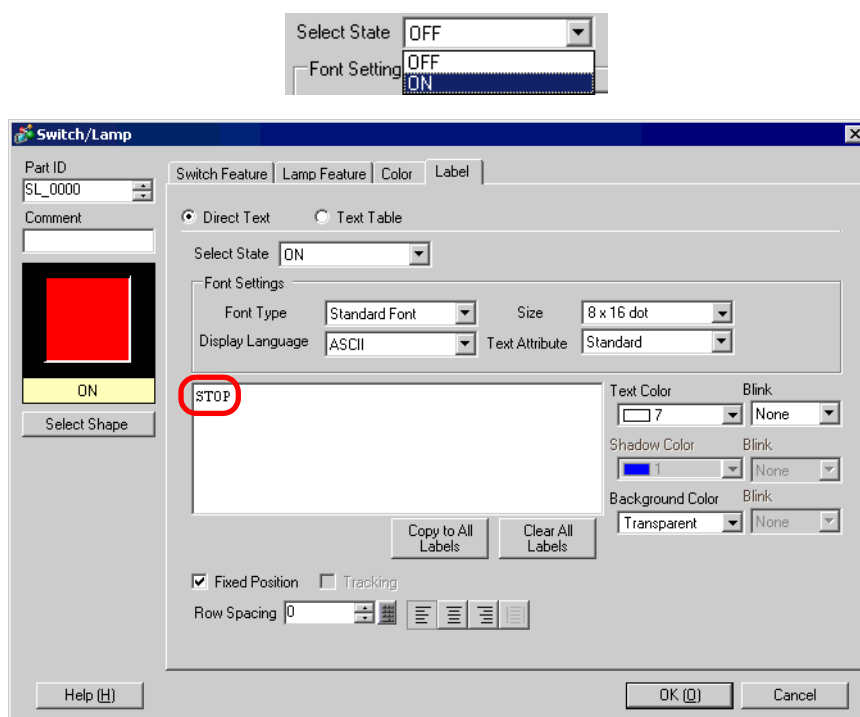 Select State OFF
Font Setting OFF
ON
Switch/Lamp
Part ID
SL_0000
Comment
Switch Feature Lamp Feature Color Label
Direct Text Text Table
Select State ON
Font Settings
Font Type Standard Font Size 8 x 16 dot
Display Language ASCII Text Attribute Standard
ON
Select Shape
STOP
Text Color Blink
7 None
Shadow Color Blink
1 None
Background Color Blink
Transparent None
Copy to All Labels
Clear All Labels
Fixed Position Tracking
Row Spacing 0
Help (H) OK (O) Cancel